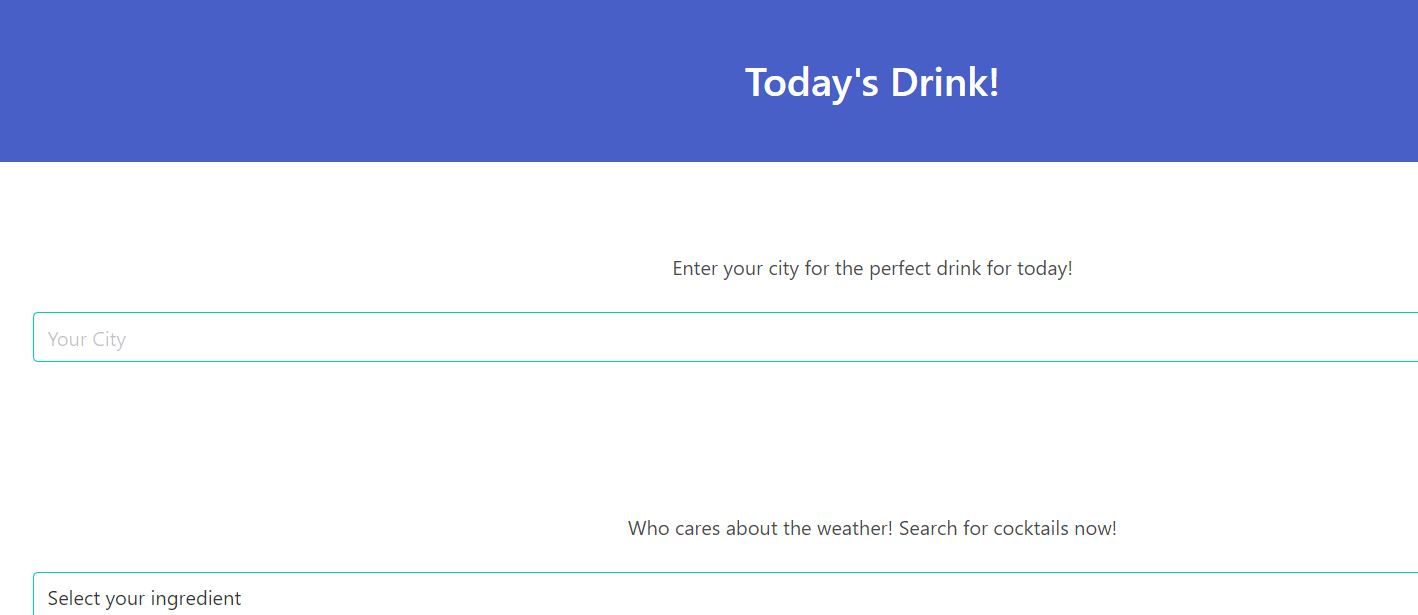 Today's Drink!
Enter your city for the perfect drink for today!
Your City
Who cares about the weather! Search for cocktails now!
Select your ingredient